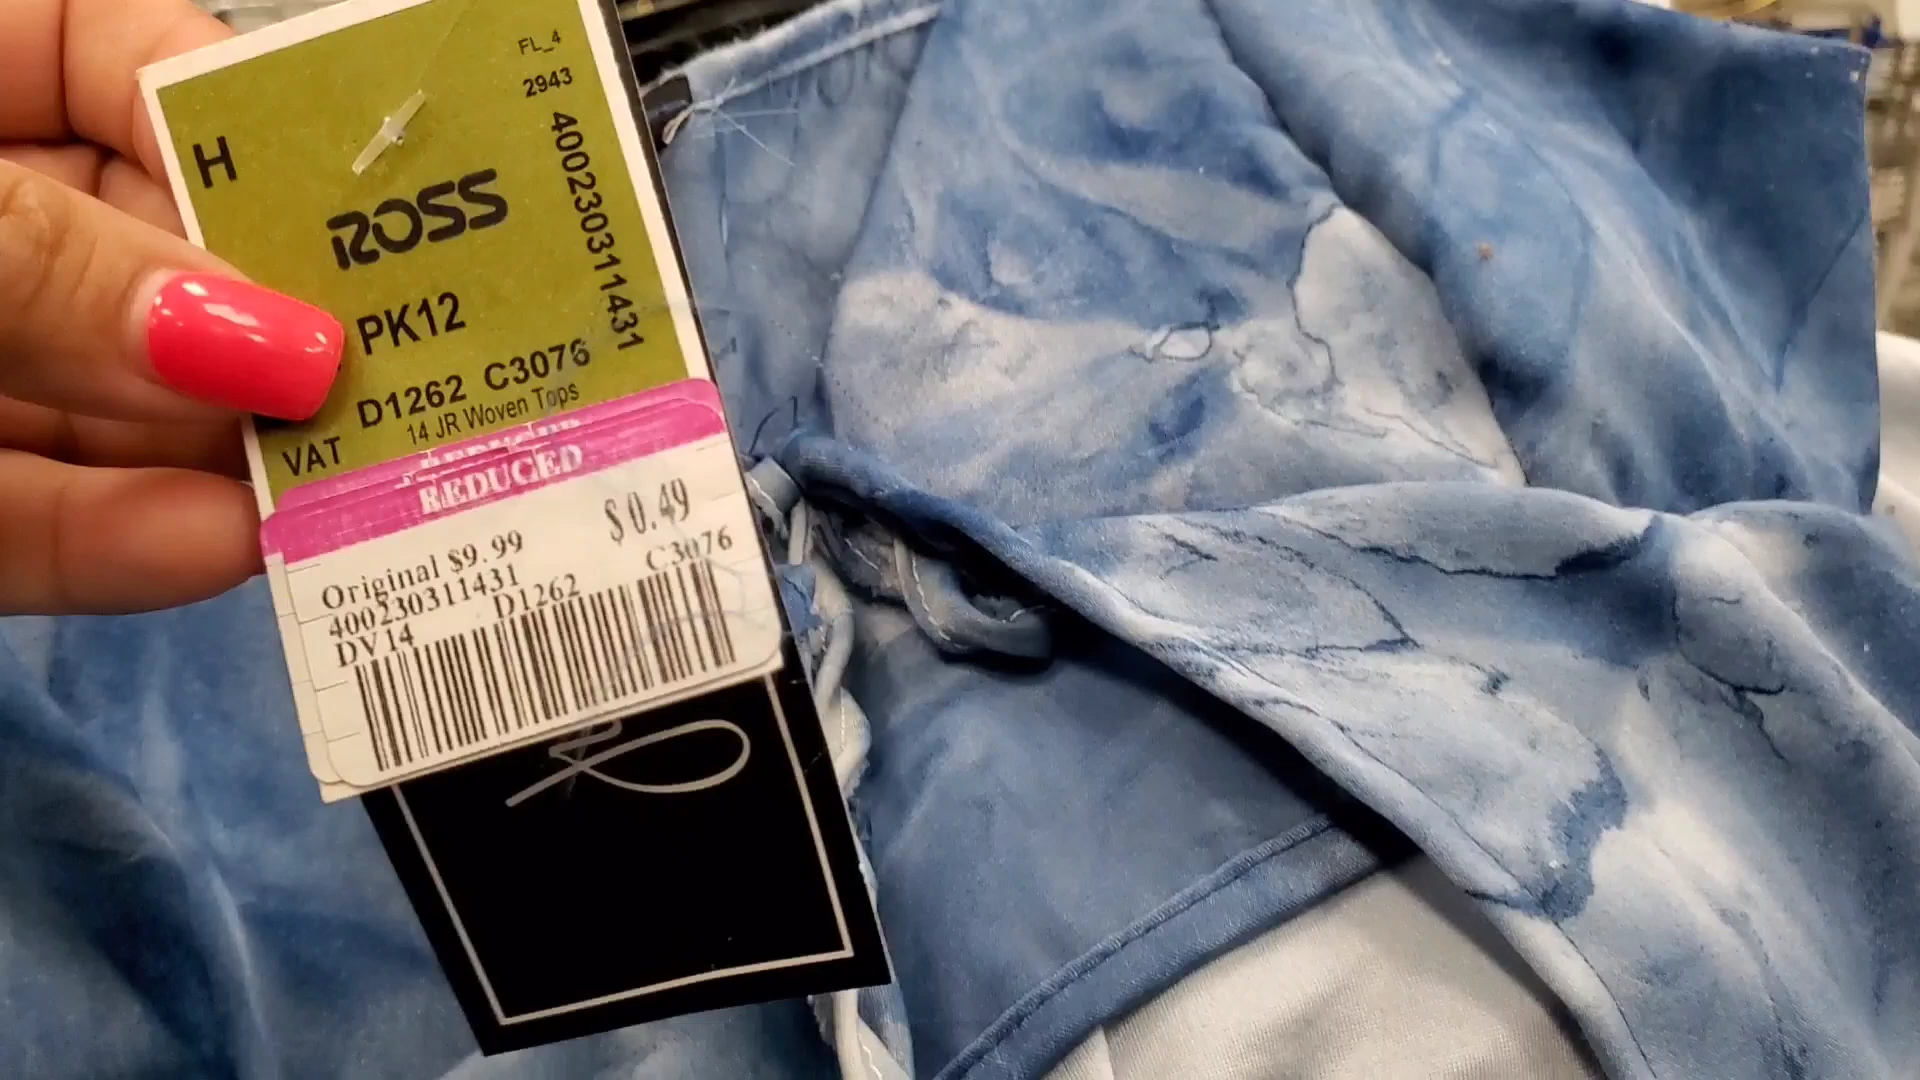 FL_4
2943
H
400230311431
ROSS
PK12
D1262 C3076
14 JR Woven Tops
VAT
REDUCED
$0.49
Original $9.99
C3076
400230311431
D1262
DV14